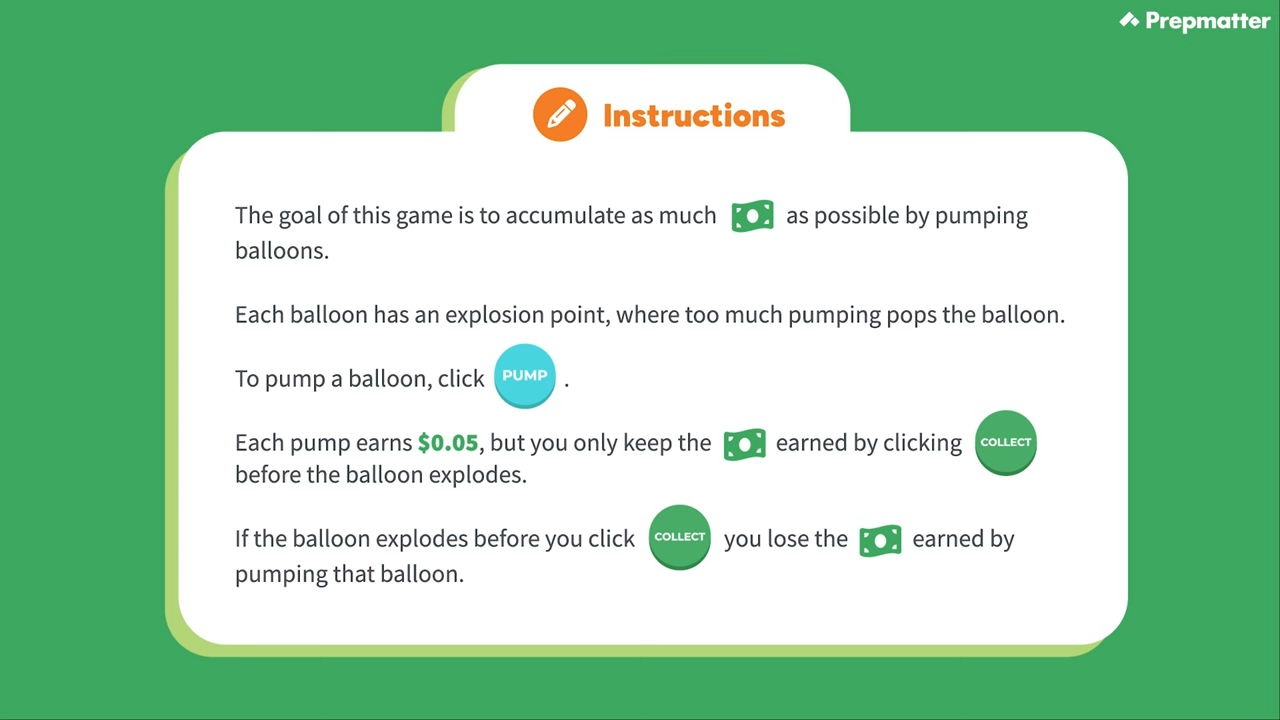 Prepmatter
Instructions
The goal of this game is to accumulate as much as possible by pumping
balloons.
Each balloon has an explosion point, where too much pumping pops the balloon.
To pump a balloon, click PUMP .
Each pump earns $0.05, but you only keep the earned by clicking COLLECT
before the balloon explodes.
If the balloon explodes before you click COLLECT you lose the earned by
pumping that balloon.